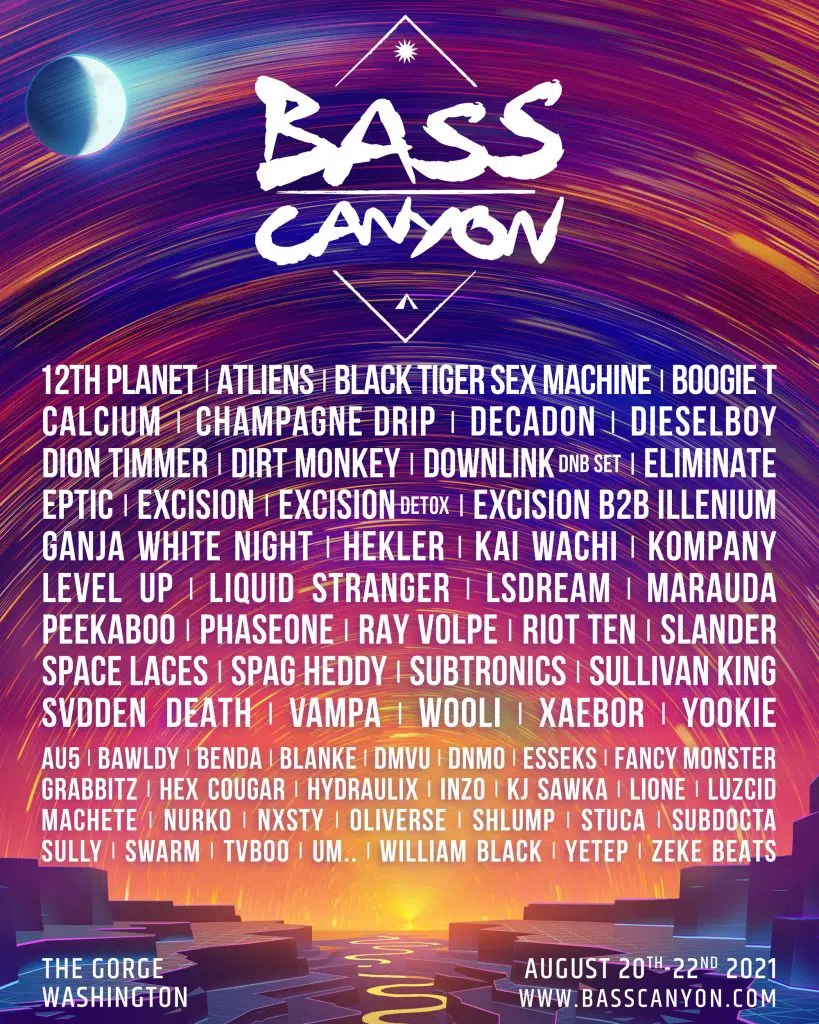 BASS
CANYON
12TH PLANET | ATLIENS | BLACK TIGER SEX MACHINE | BOOGIE T
CALCIUM | CHAMPAGNE DRIP | DECADON | DIESELBOY
DION TIMMER | DIRT MONKEY | DOWNLINK DNB SET | ELIMINATE
EPTIC | EXCISION | EXCISION DETOX | EXCISION B2B ILLENIUM
GANJA WHITE NIGHT | HEKLER | KAI WACHI | KOMPANY
LEVEL UP | LIQUID STRANGER | LSDREAM | MARAUDA
PEEKABOO | PHASEONE | RAY VOLPE | RIOT TEN | SLANDER
SPACE LACES | SPAG HEDDY | SUBTRONICS | SULLIVAN KING
SVDDEN DEATH | VAMPA | WOOLI | XAEBOR | YOOKIE
AU5 | BAWLDY | BENDA | BLANKE | DMVU | DNMO | ESSEKS | FANCY MONSTER
GRABBITZ | HEX COUGAR | HYDRAULIX | INZO | KJ SAWKA | LIONE | LUZCID
MACHETE | NURKO | NXSTY | OLIVERSE | SHLUMP | STUCA | SUBDOCTA
SULLY | SWARM | TVBOO | UM.. | WILLIAM BLACK | YETEP | ZEKE BEATS
THE GORGE
WASHINGTON
AUGUST 20TH-22ND 2021
WWW.BASSCANYON.COM